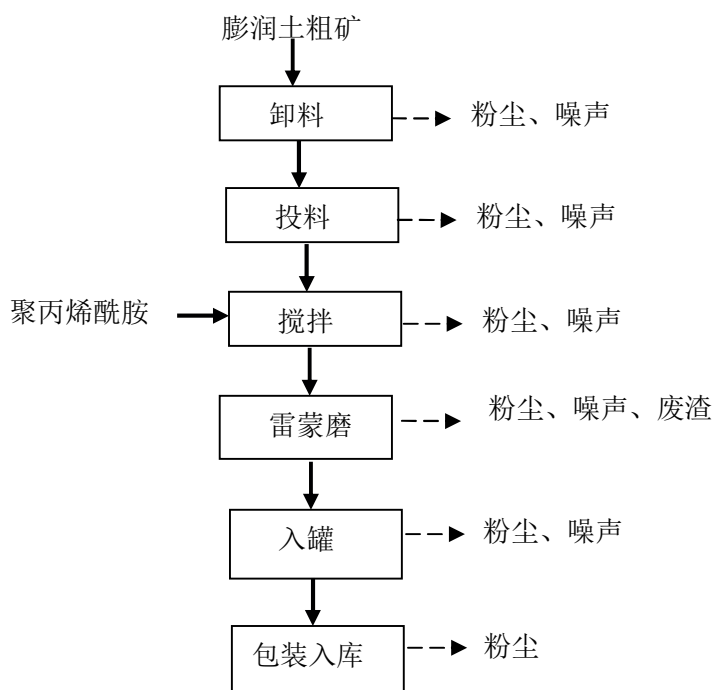 膨润土粗矿
卸料
粉尘、噪声
投料
粉尘、噪声
聚丙烯酰胺
搅拌
粉尘、噪声
雷蒙磨
粉尘、噪声、废渣
入罐
粉尘、噪声
包装入库
粉尘